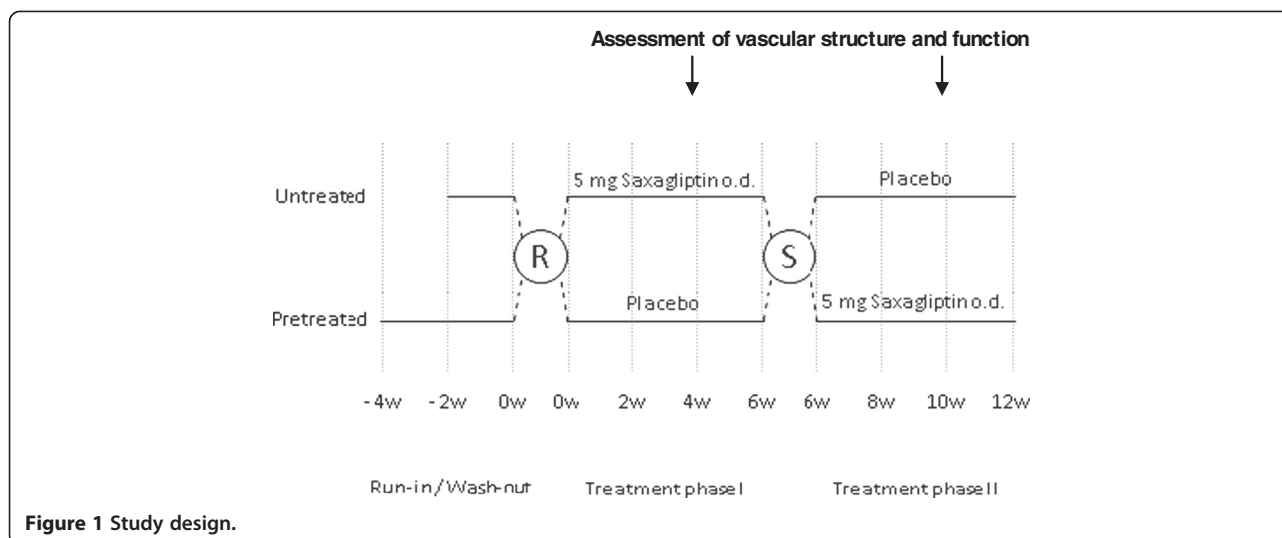 Assessment of vascular structure and function
5 mg Saxagliptin o.d.
Placebo
Untreated
R
S
Placebo
5 mg Saxagliptin o.d.
Pretreated
-4w -2w 0w 0w 2w 4w 6w 6w 8w 10w 12w
Run-in/Wash-out Treatment phase I Treatment phase II
Figure 1 Study design.